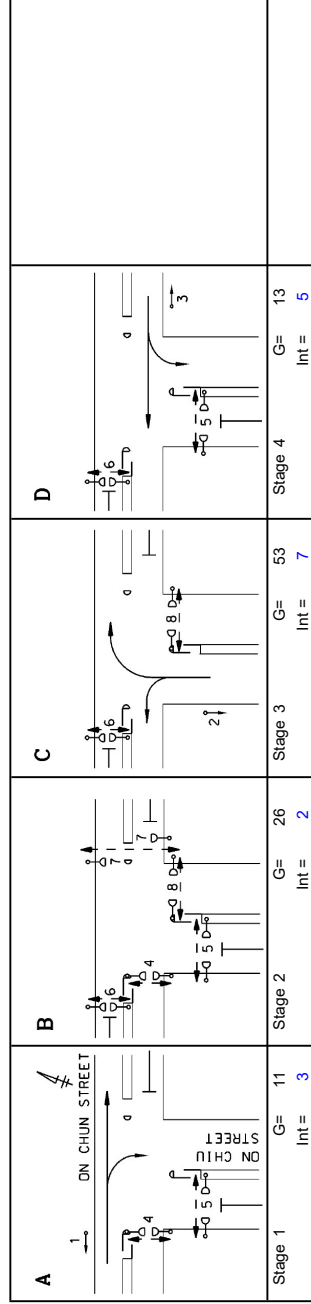 A
1
ON CHUN STREET
4
5
ON CHIU
STREET
Stage 1
G= 11
Int = 3
B
6
7
7
4
8
5
Stage 2
G= 26
Int = 2
C
6
8
2
Stage 3
G= 53
Int = 7
D
6
3
5
Stage 4
G= 13
Int = 5